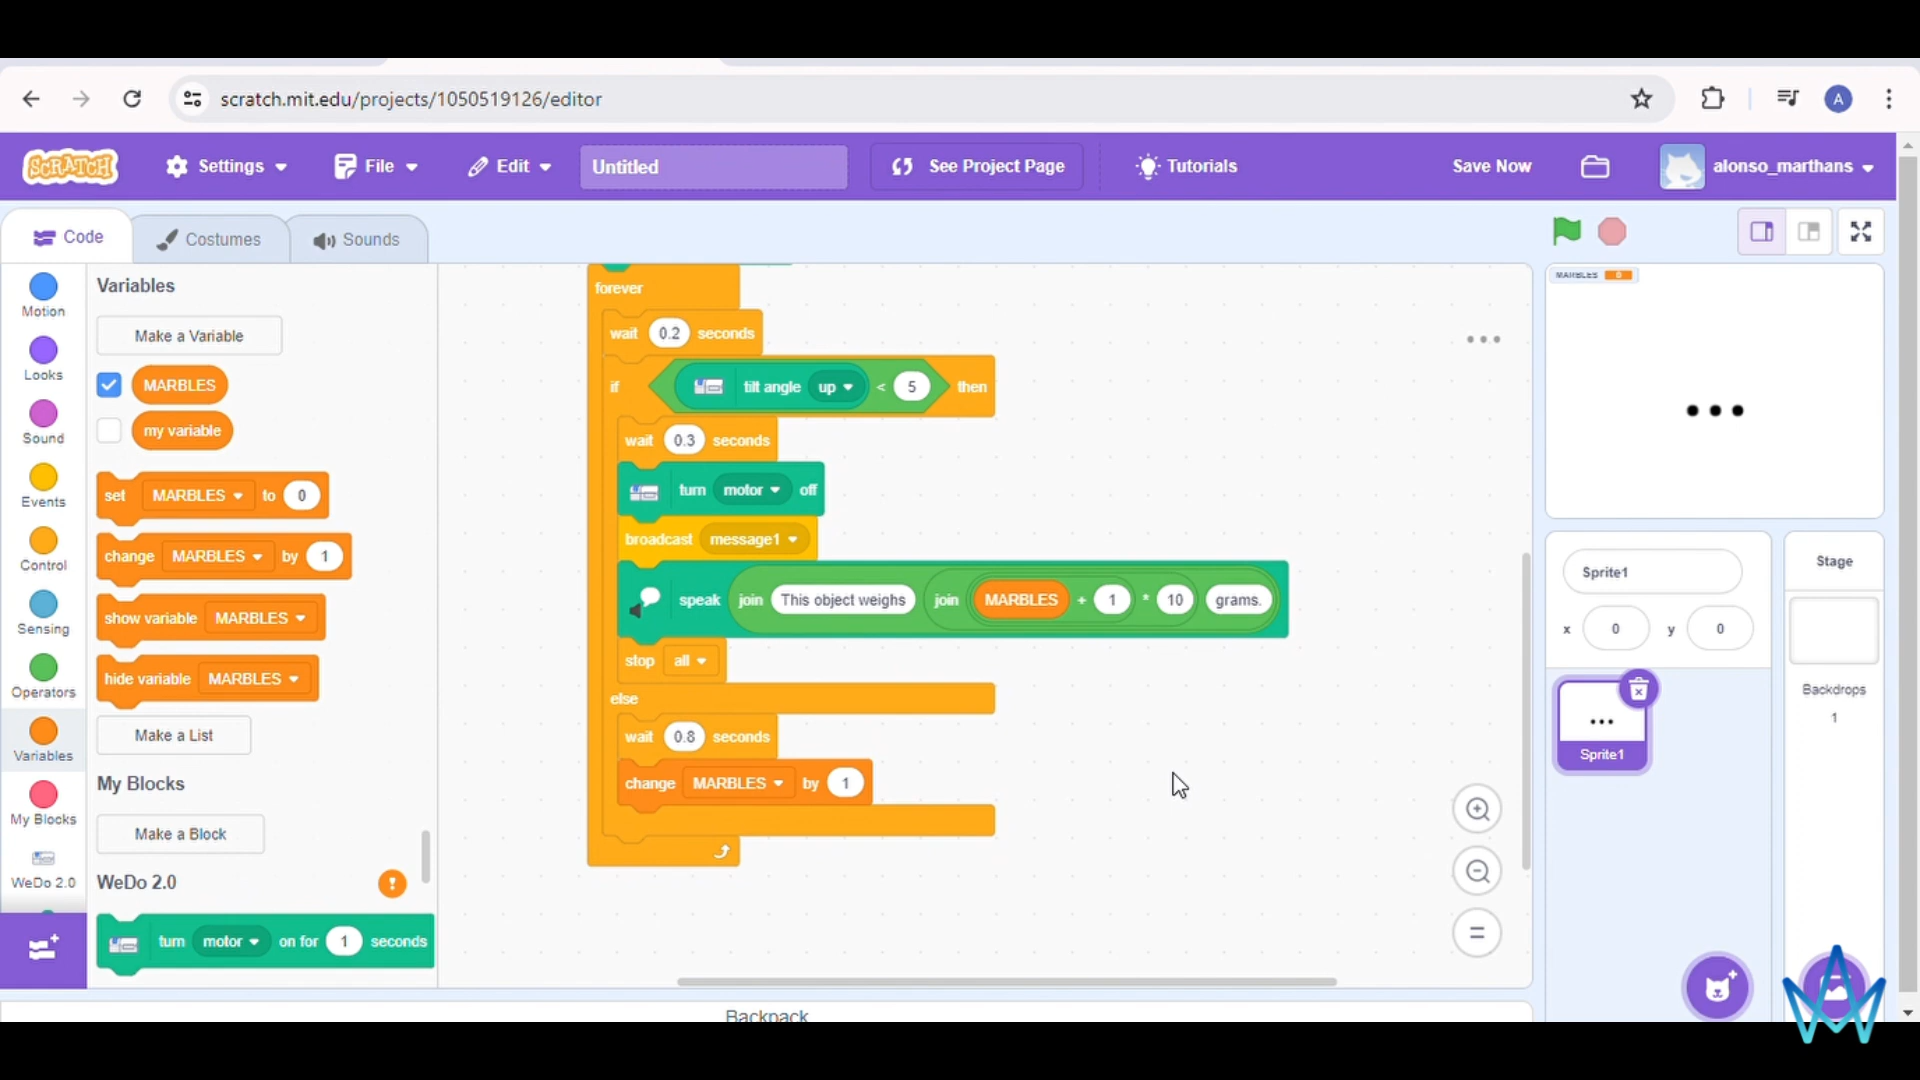 scratch.mit.edu/projects/1050519126/editor
A
SCRATCH
Settings
File
Edit
Untitled
See Project Page
Tutorials
Save Now
alonso_marthans
Code
Costumes
Sounds
Motion
Looks
Sound
Events
Control
Sensing
Operators
Variables
My Blocks
WeDo 2.0
Variables
Make a Variable
MARBLES
my variable
set MARBLES to 0
change MARBLES by 1
show variable MARBLES
hide variable MARBLES
Make a List
My Blocks
Make a Block
WeDo 2.0
turn motor on for 1 seconds
forever
wait 0.2 seconds
if tilt angle up < 5 then
wait 0.3 seconds
turn motor off
broadcast message1
speak join This object weighs join MARBLES + 1 * 10 grams.
stop all
else
wait 0.8 seconds
change MARBLES by 1
Backpack
MARBLES 0
Sprite1
x 0 y 0
Sprite1
Stage
Backdrops
1